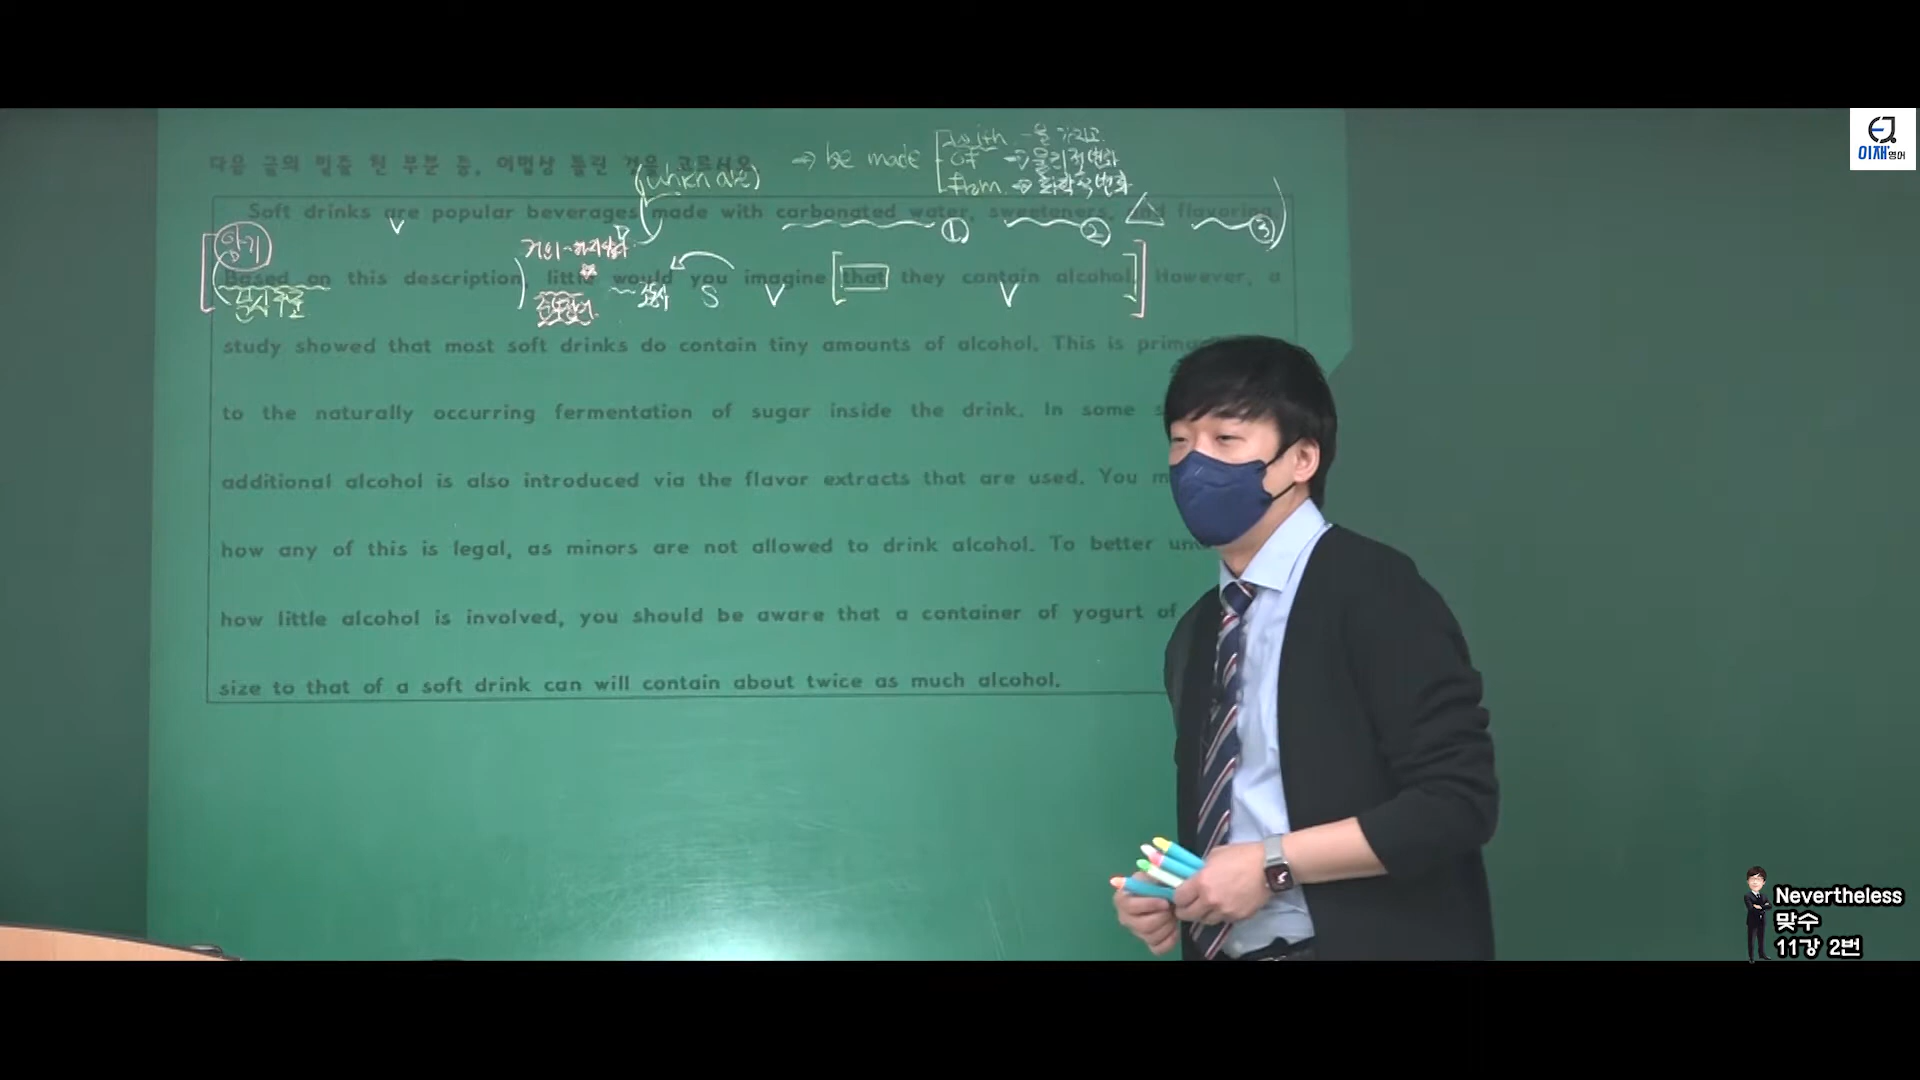 EJ
이재영어
다음 글의 밑줄 친 부분 중, 어법상 틀린 것을 고르시오.
(which are)
→ be made
with ~을 가지고
of → 물리적변화
from → 화학적변화
Soft drinks are popular beverages made with carbonated water, sweeteners, and flavoring.
V
① ② ③
암기
Based on this description, little would you imagine that they contain alcohol. However, a
분사구문
S V V
study showed that most soft drinks do contain tiny amounts of alcohol. This is
to the naturally occurring fermentation of sugar inside the drink. In some
additional alcohol is also introduced via the flavor extracts that are used. You
how any of this is legal, as minors are not allowed to drink alcohol. To better
how little alcohol is involved, you should be aware that a container of yogurt of
size to that of a soft drink can will contain about twice as much alcohol.
Nevertheless
맞수
11강 2번